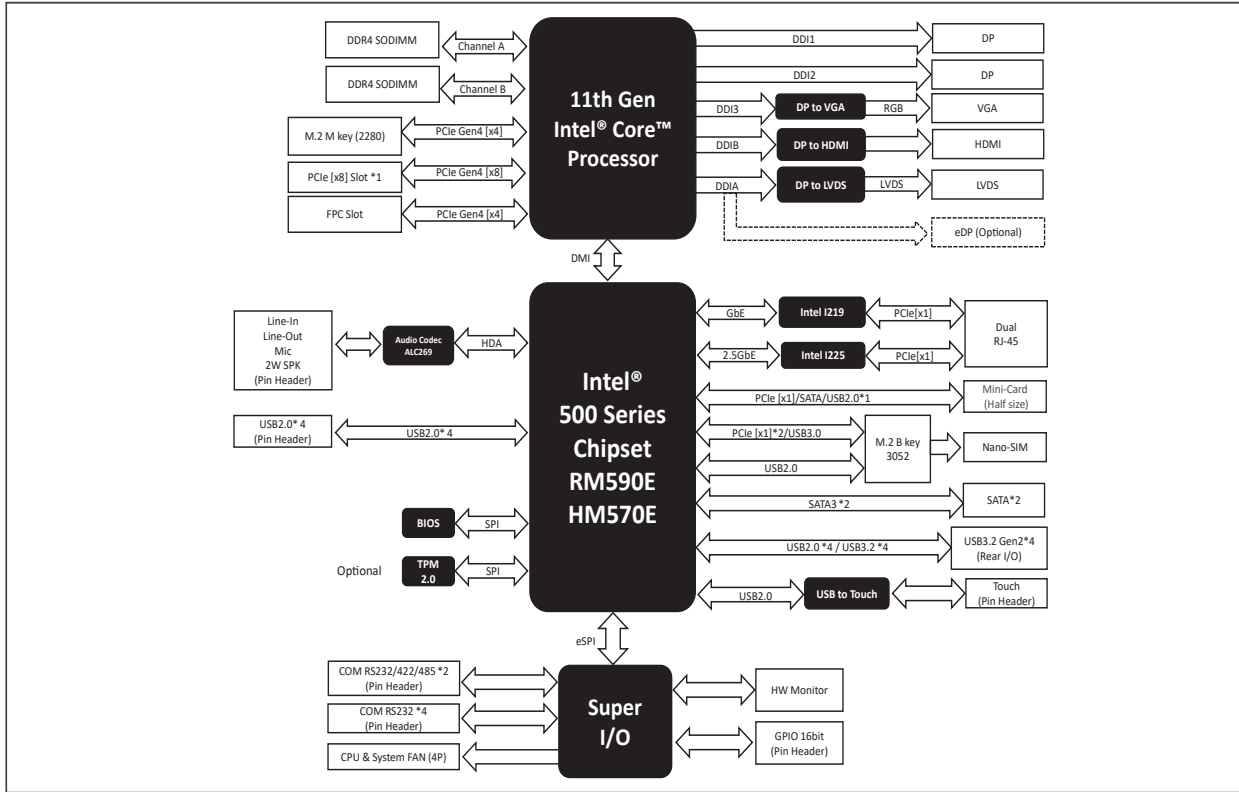 DDR4 SODIMM
Channel A
DDR4 SODIMM
Channel B
M.2 M key (2280)
PCIe Gen4 [x4]
PCIe [x8] Slot *1
PCIe Gen4 [x8]
FPC Slot
PCIe Gen4 [x4]
11th Gen
Intel® Core™
Processor
DDI1
DP
DDI2
DP
DDI3
DP to VGA
RGB
VGA
DDIB
DP to HDMI
HDMI
DDIA
DP to LVDS
LVDS
LVDS
eDP (Optional)
DMI
Line-In
Line-Out
Mic
2W SPK
(Pin Header)
Audio Codec
ALC269
HDA
USB2.0* 4
(Pin Header)
USB2.0* 4
BIOS
SPI
Optional
TPM
2.0
SPI
Intel®
500 Series
Chipset
RM590E
HM570E
GbE
Intel I219
PCIe[x1]
2.5GbE
Intel I225
PCIe[x1]
Dual
RJ-45
PCIe [x1]/SATA/USB2.0*1
Mini-Card
(Half size)
PCIe [x1]*2/USB3.0
USB2.0
M.2 B key
3052
Nano-SIM
SATA3 *2
SATA*2
USB2.0 *4 / USB3.2 *4
USB3.2 Gen2*4
(Rear I/O)
USB2.0
USB to Touch
Touch
(Pin Header)
eSPI
COM RS232/422/485 *2
(Pin Header)
COM RS232 *4
(Pin Header)
CPU & System FAN (4P)
Super
I/O
HW Monitor
GPIO 16bit
(Pin Header)